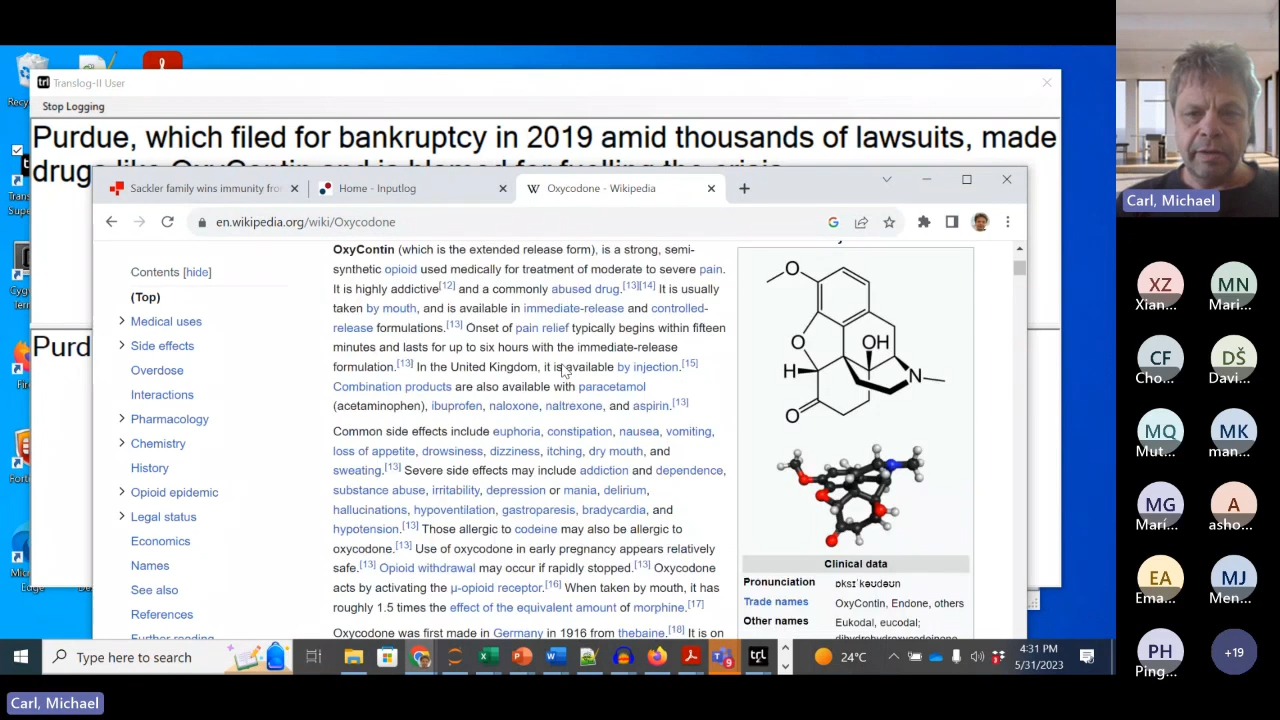 Translog-II User
Stop Logging
Purdue, which filed for bankruptcy in 2019 amid thousands of lawsuits, made
drugs like OxyContin and is blamed for fuelling the crisis
Sackler family wins immunity from
Home - Inputlog
Oxycodone - Wikipedia
en.wikipedia.org/wiki/Oxycodone
Contents [hide]
(Top)
Medical uses
Side effects
Overdose
Interactions
Pharmacology
Chemistry
History
Opioid epidemic
Legal status
Economics
Names
See also
References
Further reading
OxyContin (which is the extended release form), is a strong, semi-
synthetic opioid used medically for treatment of moderate to severe pain.
It is highly addictive[12] and a commonly abused drug.[13][14] It is usually
taken by mouth, and is available in immediate-release and controlled-
release formulations.[13] Onset of pain relief typically begins within fifteen
minutes and lasts for up to six hours with the immediate-release
formulation.[13] In the United Kingdom, it is available by injection.[15]
Combination products are also available with paracetamol
(acetaminophen), ibuprofen, naloxone, naltrexone, and aspirin.[13]
Common side effects include euphoria, constipation, nausea, vomiting,
loss of appetite, drowsiness, dizziness, itching, dry mouth, and
sweating.[13] Severe side effects may include addiction and dependence,
substance abuse, irritability, depression or mania, delirium,
hallucinations, hypoventilation, gastroparesis, bradycardia, and
hypotension.[13] Those allergic to codeine may also be allergic to
oxycodone.[13] Use of oxycodone in early pregnancy appears relatively
safe.[13] Opioid withdrawal may occur if rapidly stopped.[13] Oxycodone
acts by activating the μ-opioid receptor.[16] When taken by mouth, it has
roughly 1.5 times the effect of the equivalent amount of morphine.[17]
Oxycodone was first made in Germany in 1916 from thebaine.[18] It is on
O
OH
O
H
N
O
Clinical data
Pronunciation ɒksɪˈkəʊdəʊn
Trade names OxyContin, Endone, others
Other names Eukodal, eucodal;
dihydrohydroxycodeinone
Purd
Type here to search
24°C
4:31 PM
5/31/2023
Carl, Michael
Carl, Michael
XZ
Xian...
MN
Mari...
CF
Cho...
DŠ
Davi...
MQ
Mut...
MK
man...
MG
Marí...
A
asho...
EA
Ema...
MJ
Men...
PH
Ping...
+19